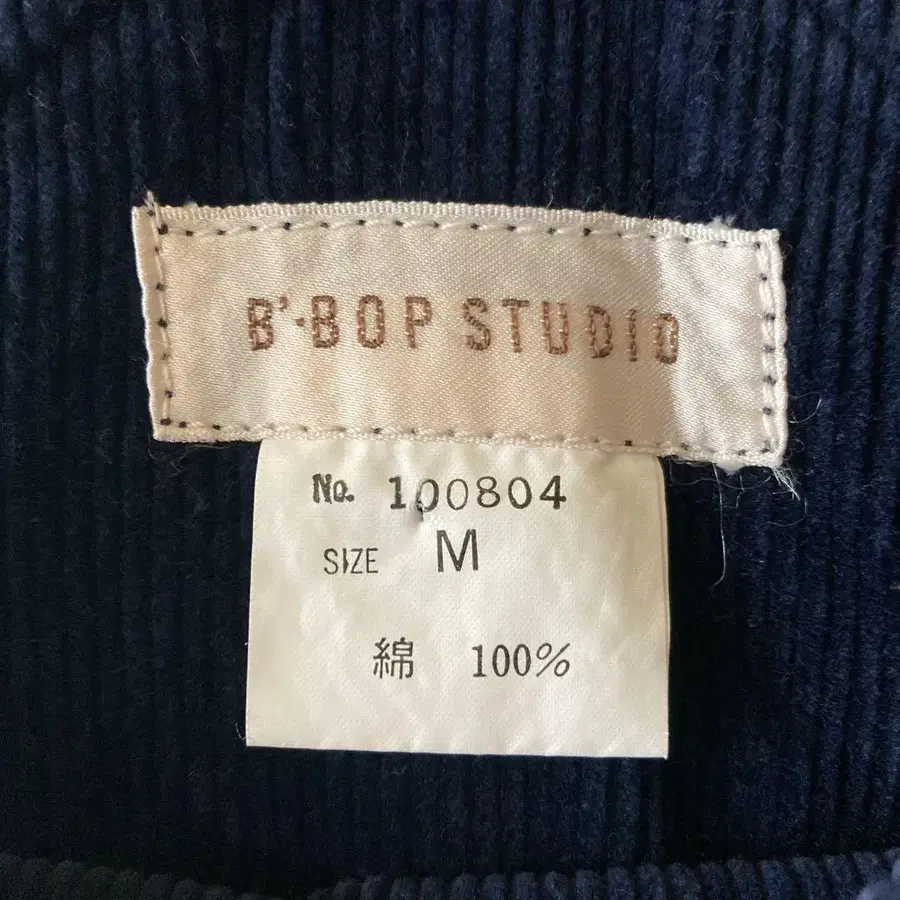 B'·BOP STUDIO
No. 100804
SIZE M
綿 100%